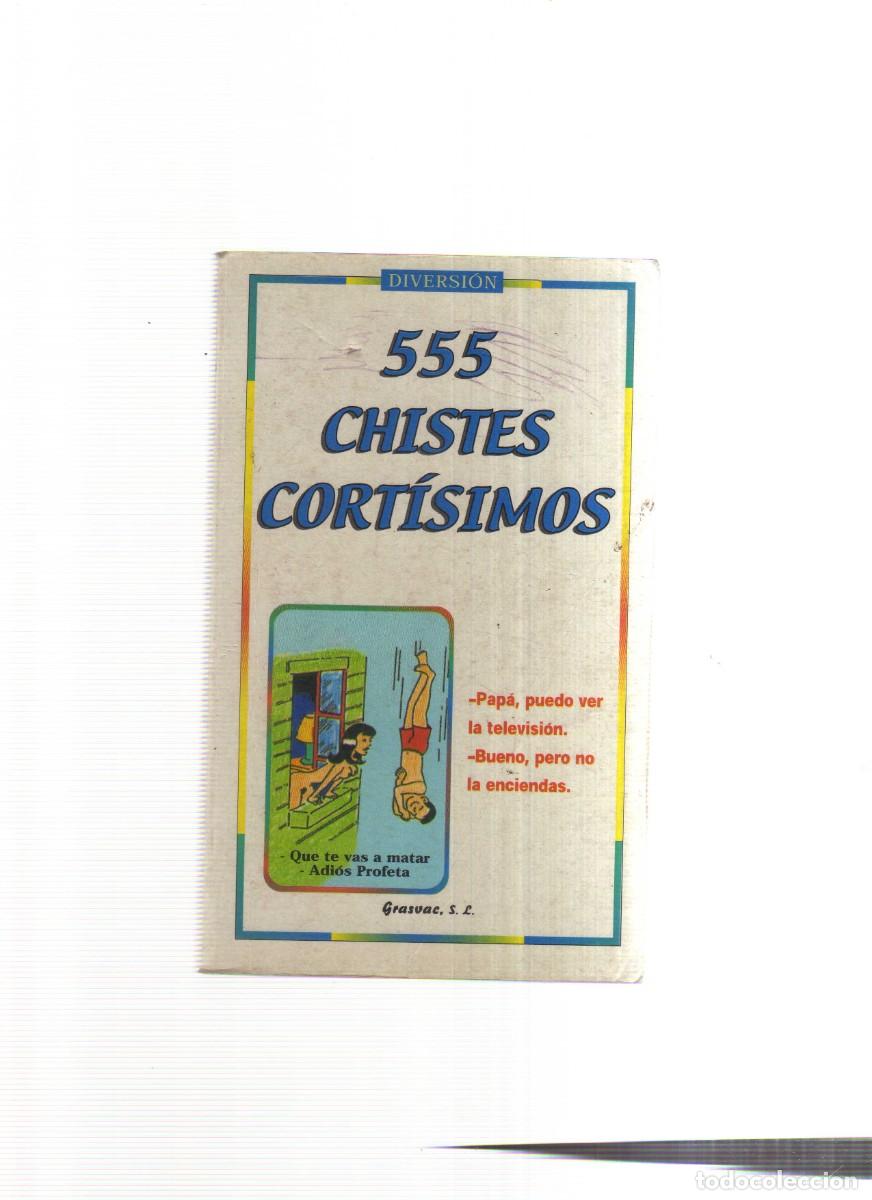 DIVERSIÓN
555
CHISTES
CORTÍSIMOS
-Papá, puedo ver
la televisión.
-Bueno, pero no
la enciendas.
- Que te vas a matar
- Adiós Profeta
Grasvac, S. L.
todocoleccion